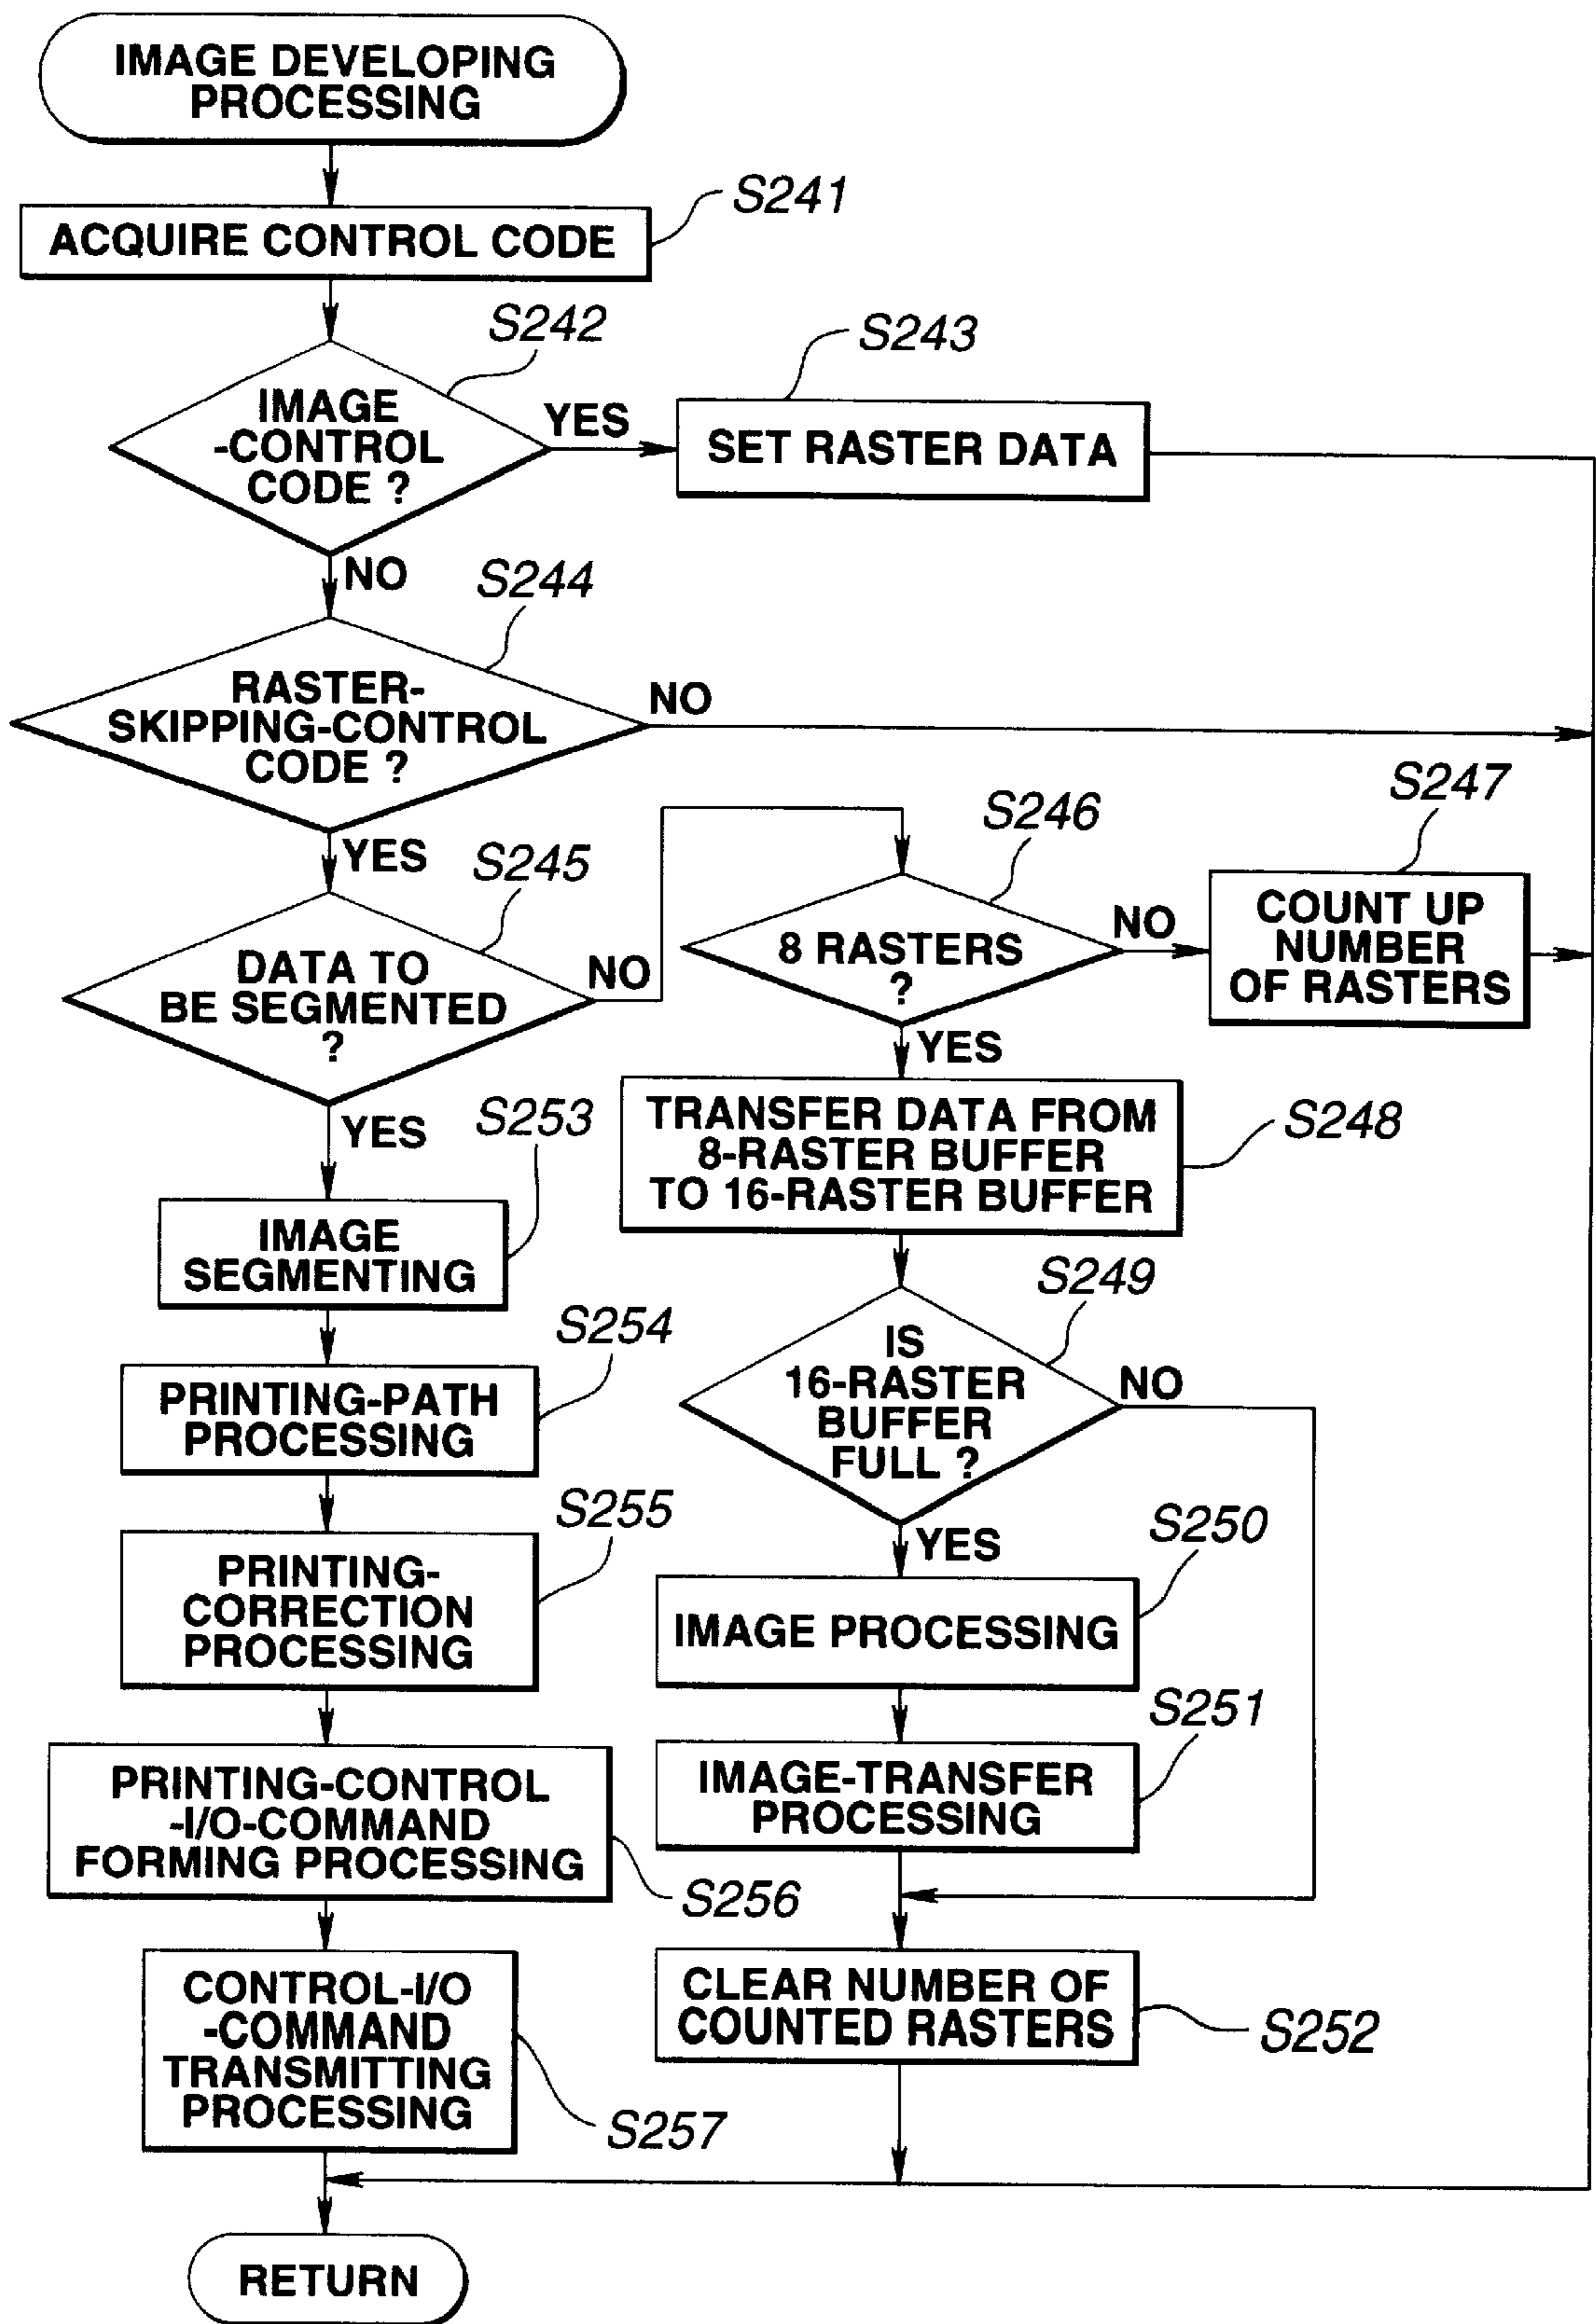 IMAGE DEVELOPING
PROCESSING
S241
ACQUIRE CONTROL CODE
S242
IMAGE
-CONTROL
CODE ?
YES
S243
SET RASTER DATA
NO
S244
RASTER-
SKIPPING-CONTROL
CODE ?
NO
YES
S245
DATA TO
BE SEGMENTED
?
NO
S246
8 RASTERS
?
NO
S247
COUNT UP
NUMBER
OF RASTERS
YES
TRANSFER DATA FROM
8-RASTER BUFFER
TO 16-RASTER BUFFER
S248
S249
IS
16-RASTER
BUFFER
FULL ?
NO
YES
S250
IMAGE PROCESSING
S251
IMAGE-TRANSFER
PROCESSING
CLEAR NUMBER OF
COUNTED RASTERS
S252
YES
S253
IMAGE
SEGMENTING
S254
PRINTING-PATH
PROCESSING
S255
PRINTING-
CORRECTION
PROCESSING
PRINTING-CONTROL
-I/O-COMMAND
FORMING PROCESSING
S256
CONTROL-I/O
-COMMAND
TRANSMITTING
PROCESSING
S257
RETURN